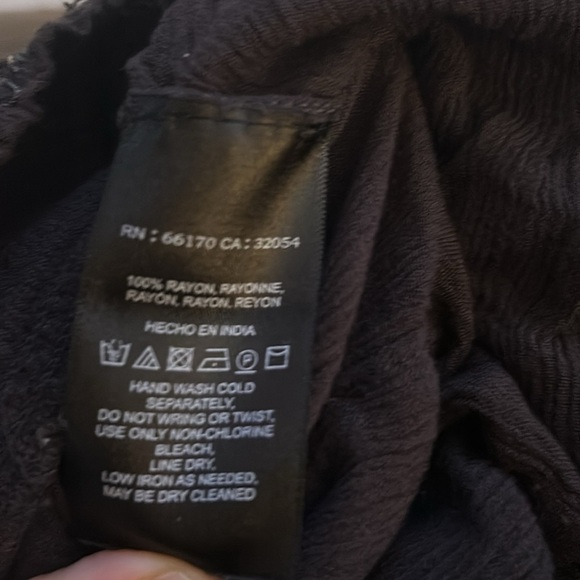 RN : 66170 CA : 32054
100% RAYON, RAYONNE,
RAYON, RAYON, REYON
HECHO EN INDIA
HAND WASH COLD
SEPARATELY,
DO NOT WRING OR TWIST,
USE ONLY NON-CHLORINE
BLEACH,
LINE DRY,
LOW IRON AS NEEDED,
MAY BE DRY CLEANED